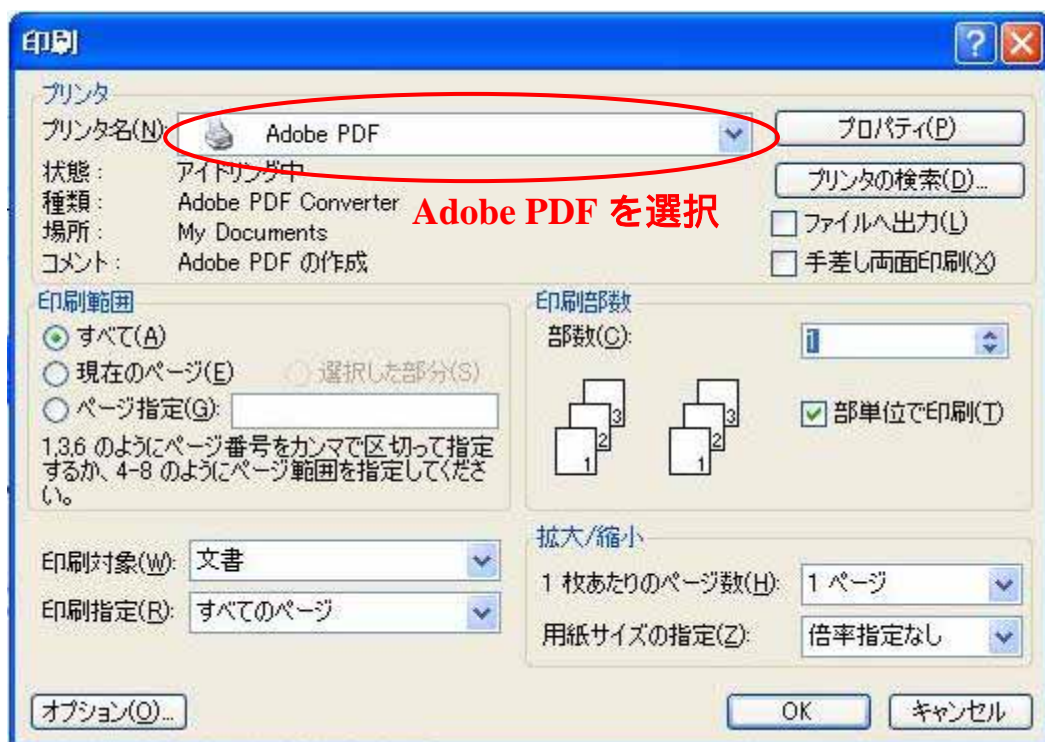 印刷
プリンタ
プリンタ名(N): Adobe PDF プロパティ(P)
状態: アイドリング中 プリンタの検索(D)...
種類: Adobe PDF Converter
Adobe PDF を選択
場所: My Documents ファイルへ出力(L)
コメント: Adobe PDF の作成 手差し両面印刷(X)
印刷範囲
すべて(A)
現在のページ(E) 選択した部分(S)
ページ指定(G):
1,3,6 のようにページ番号をカンマで区切って指定
するか、4-8 のようにページ範囲を指定してくださ
い。
印刷部数
部数(C): 1
部単位で印刷(T)
3 3
2 2
1 1
印刷対象(W): 文書
印刷指定(R): すべてのページ
拡大/縮小
1 枚あたりのページ数(H): 1 ページ
用紙サイズの指定(Z): 倍率指定なし
オプション(O)... OK キャンセル